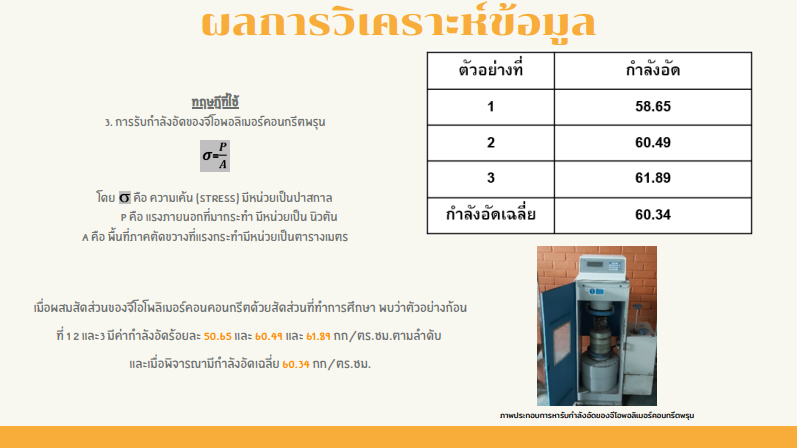 ผลการวิเคราะห์ข้อมูล
ทฤษฎีที่ใช้
3. การรับกำลังอัดของจีโอพอลิเมอร์คอนกรีตพรุน
σ=P/A
โดย σ คือ ความเค้น (STRESS) มีหน่วยเป็นปาสกาล
P คือ แรงภายนอกที่มากระทำ มีหน่วยเป็น นิวตัน
A คือ พื้นที่ภาคตัดขวางที่แรงกระทำมีหน่วยเป็นตารางเมตร
เมื่อผสมสัดส่วนของจีโอโพลิเมอร์คอนคอนกรีตด้วยสัดส่วนที่ทำการศึกษา พบว่าตัวอย่างก้อน
ที่ 1 2 และ3 มีค่ากำลังอัดร้อยละ 50.65 และ 60.49 และ 61.89 กก/ตร.ซม.ตามลำดับ
และเมื่อพิจารณามีกำลังอัดเฉลี่ย 60.34 กก/ตร.ซม.
ตัวอย่างที่ กำลังอัด
1 58.65
2 60.49
3 61.89
กำลังอัดเฉลี่ย 60.34
ภาพประกอบการหารับกำลังอัดของจีโอพอลิเมอร์คอนกรีตพรุน